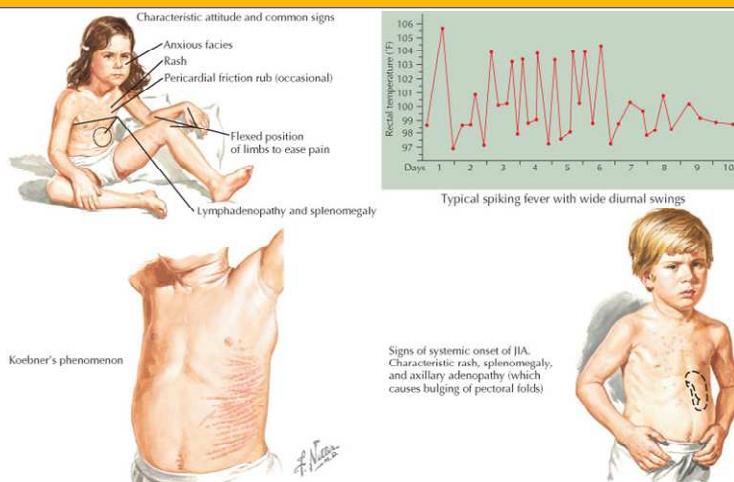 Characteristic attitude and common signs
Anxious facies
Rash
Pericardial friction rub (occasional)
Flexed position
of limbs to ease pain
Lymphadenopathy and splenomegaly
Rectal temperature (°F)
106
105
104
103
102
101
100
99
98
97
Days 1 2 3 4 5 6 7 8 9 10
Typical spiking fever with wide diurnal swings
Koebner's phenomenon
Signs of systemic onset of JIA.
Characteristic rash, splenomegaly,
and axillary adenopathy (which
causes bulging of pectoral folds)
F. Netter
M.D.